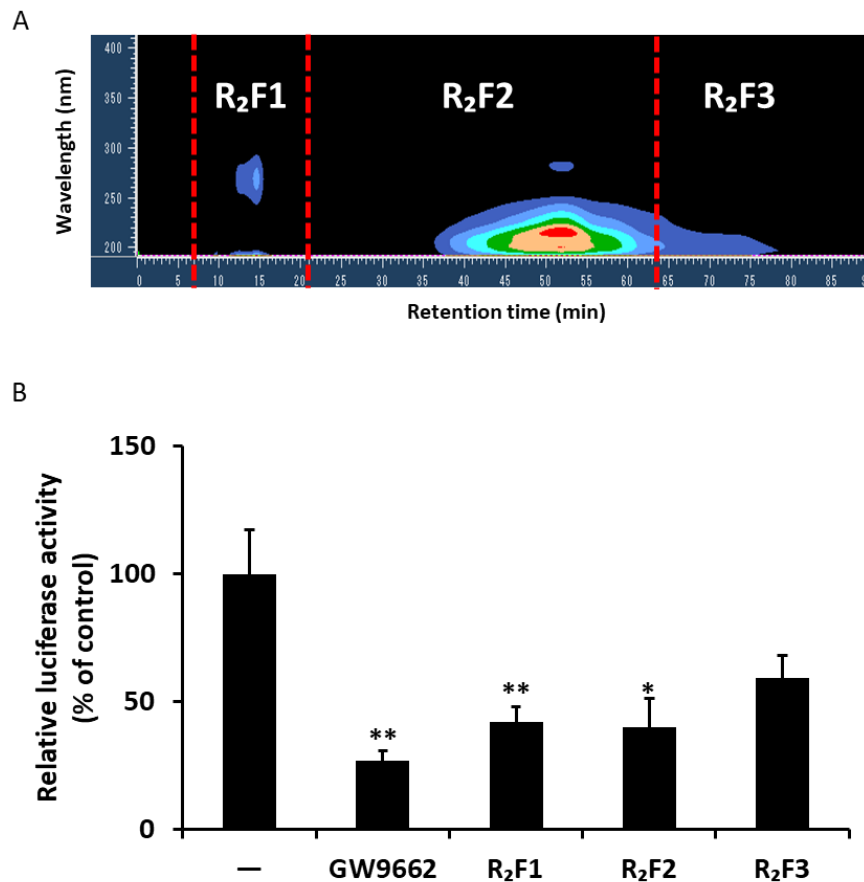 A
Wavelength (nm)
400
350
300
250
200
R₂F1 R₂F2 R₂F3
0 5 10 15 20 25 30 35 40 45 50 55 60 65 70 75 80 85
Retention time (min)
B
Relative luciferase activity
(% of control)
150
100
50
0
** ** *
— GW9662 R₂F1 R₂F2 R₂F3